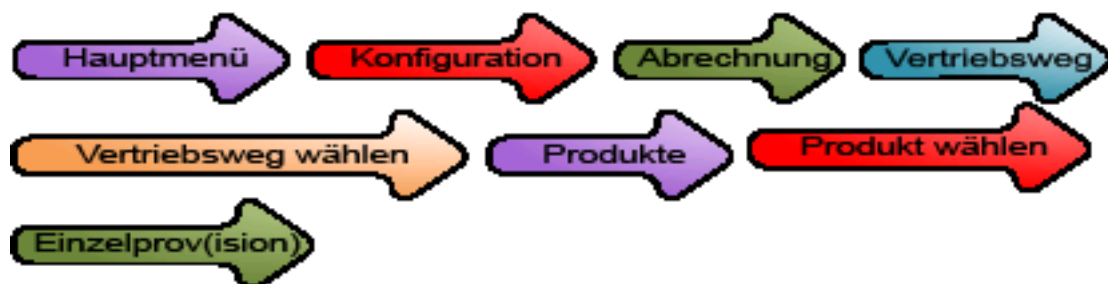 Hauptmenü Konfiguration Abrechnung Vertriebsweg
Vertriebsweg wählen Produkte Produkt wählen
Einzelprov(ision)